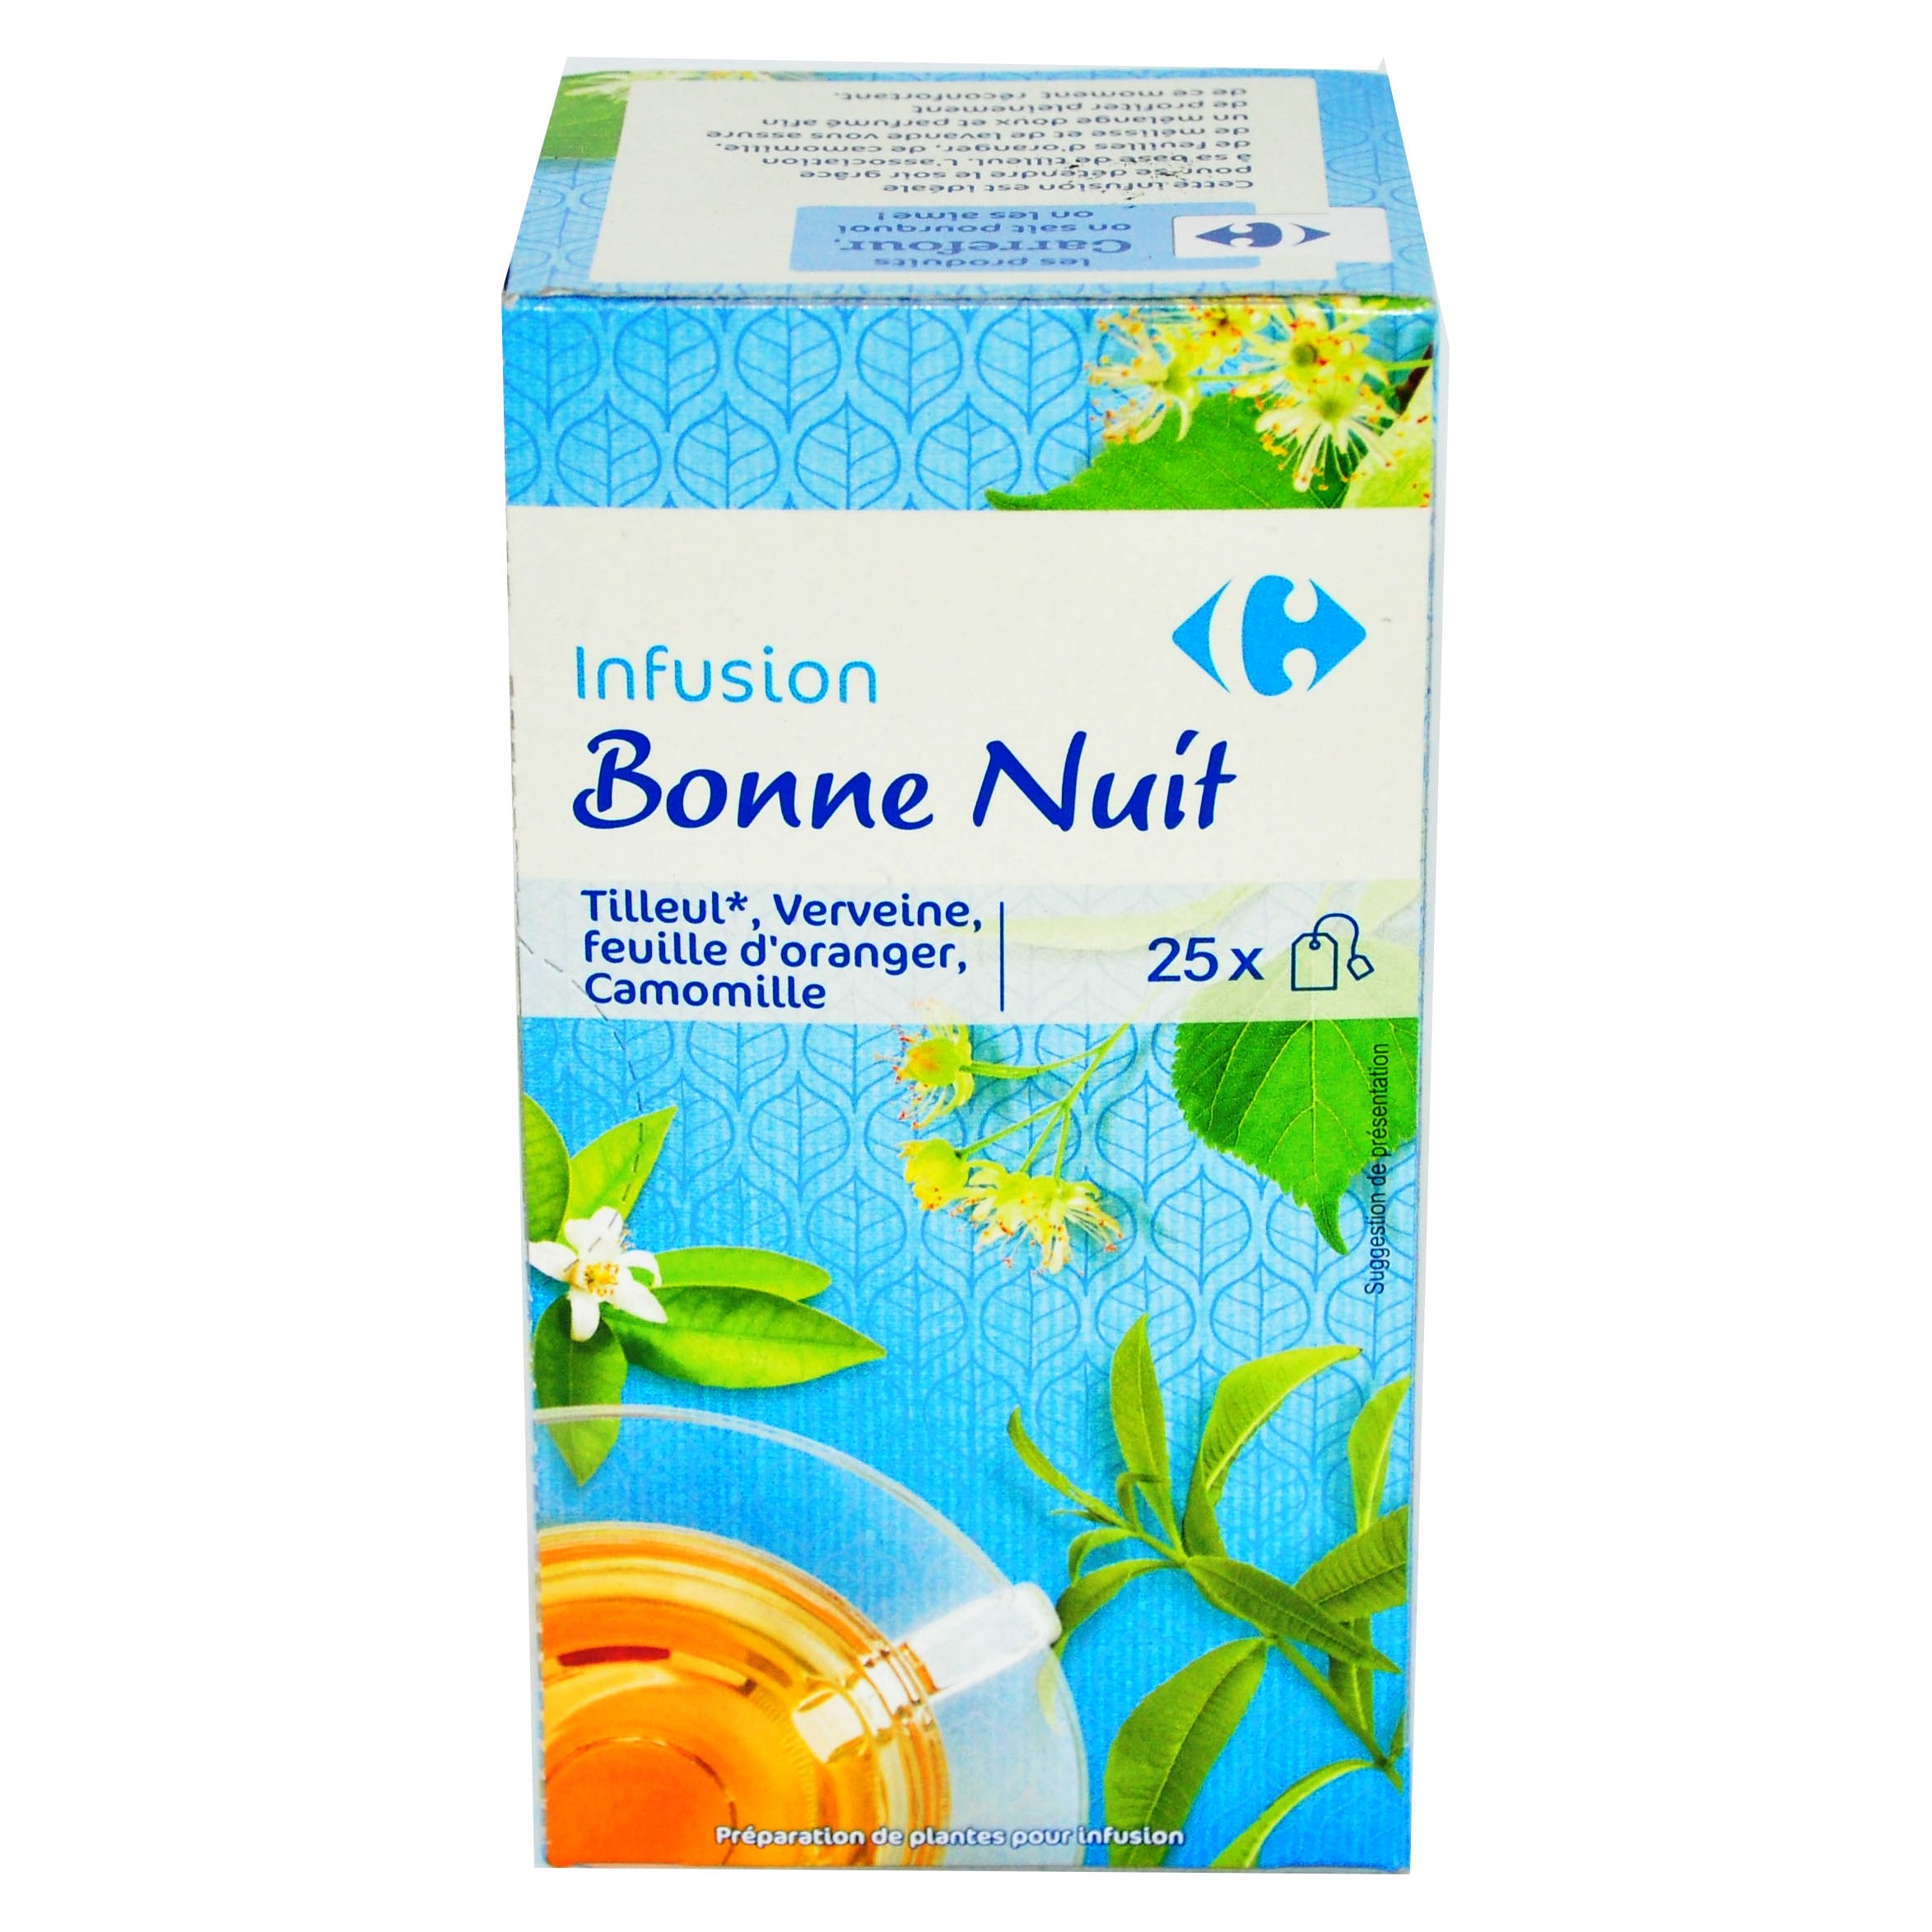 Cette infusion est idéale
pour se détendre le soir grâce
à sa base de tilleul. L'association
de feuilles d'oranger, de camomille,
de mélisse et de lavande vous assure
un mélange doux et parfumé afin
de profiter pleinement
de ce moment réconfortant.
les produits
Carrefour,
on sait pourquoi
on les aime !
Infusion
Bonne Nuit
Tilleul*, Verveine,
feuille d'oranger,
Camomille
25 x
Suggestion de présentation
Préparation de plantes pour infusion